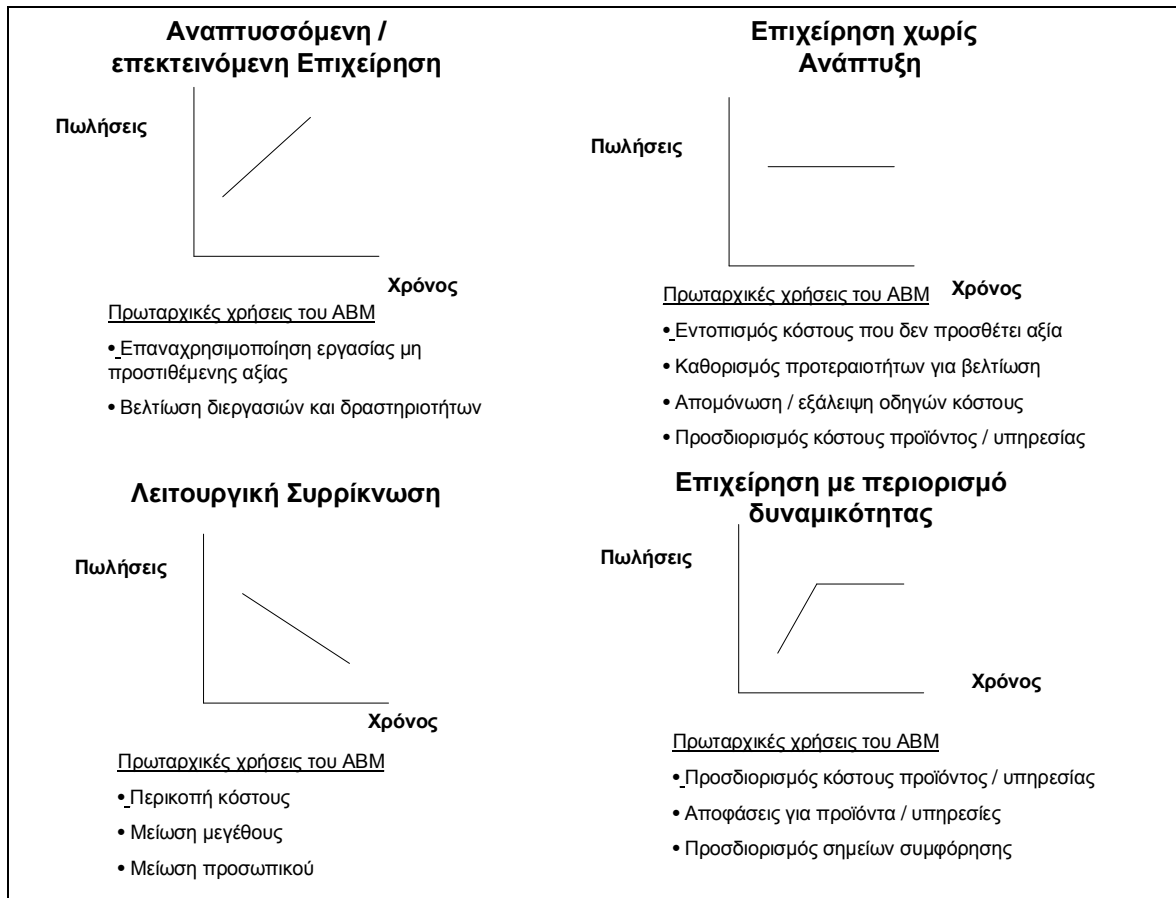 Αναπτυσσόμενη /
επεκτεινόμενη Επιχείρηση
Πωλήσεις
Χρόνος
Πρωταρχικές χρήσεις του ABM
• Επαναχρησιμοποίηση εργασίας μη
προστιθέμενης αξίας
• Βελτίωση διεργασιών και δραστηριοτήτων
Επιχείρηση χωρίς
Ανάπτυξη
Πωλήσεις
Χρόνος
Πρωταρχικές χρήσεις του ABM
• Εντοπισμός κόστους που δεν προσθέτει αξία
• Καθορισμός προτεραιοτήτων για βελτίωση
• Απομόνωση / εξάλειψη οδηγών κόστους
• Προσδιορισμός κόστους προϊόντος / υπηρεσίας
Λειτουργική Συρρίκνωση
Πωλήσεις
Χρόνος
Πρωταρχικές χρήσεις του ABM
• Περικοπή κόστους
• Μείωση μεγέθους
• Μείωση προσωπικού
Επιχείρηση με περιορισμό
δυναμικότητας
Πωλήσεις
Χρόνος
Πρωταρχικές χρήσεις του ABM
• Προσδιορισμός κόστους προϊόντος / υπηρεσίας
• Αποφάσεις για προϊόντα / υπηρεσίες
• Προσδιορισμός σημείων συμφόρησης